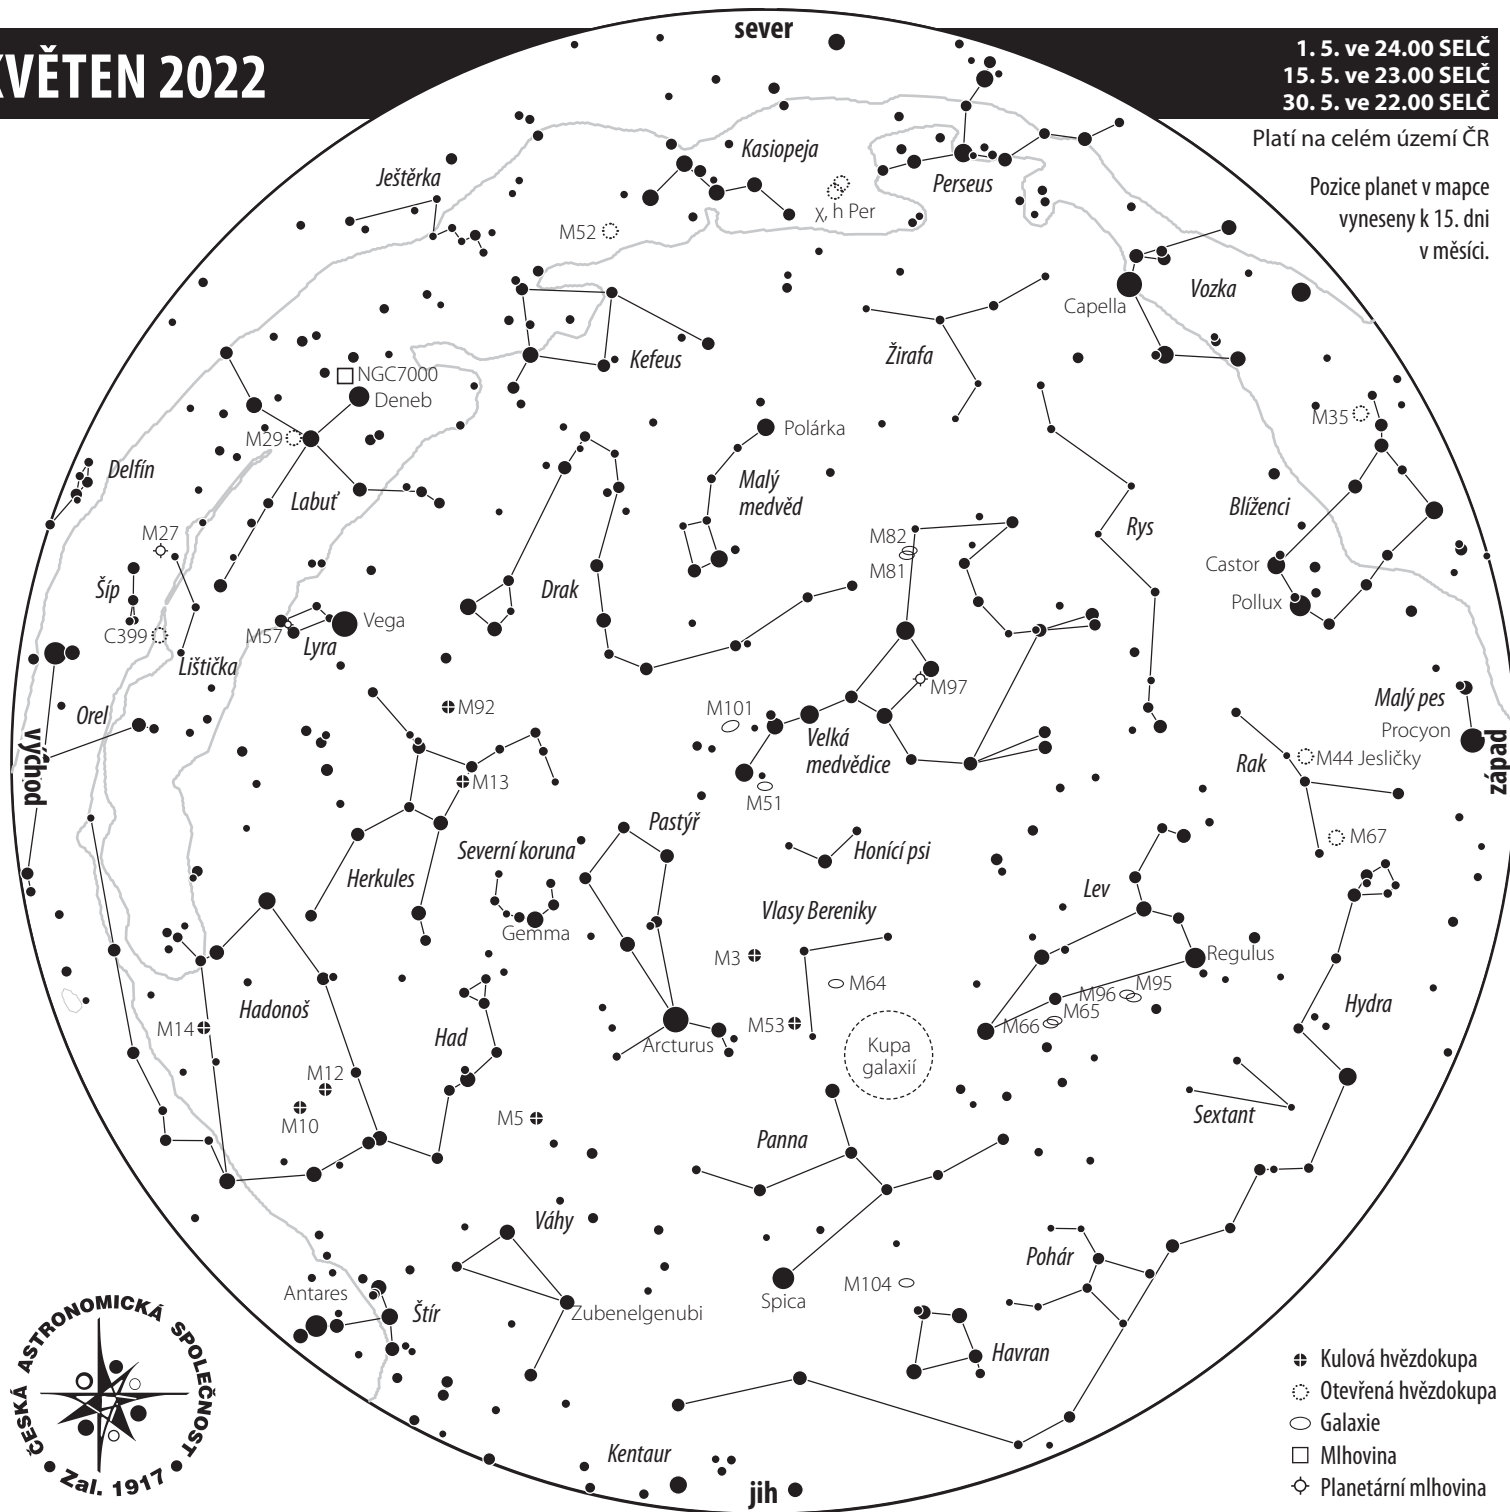 KVĚTEN 2022
1. 5. ve 24.00 SELČ
15. 5. ve 23.00 SELČ
30. 5. ve 22.00 SELČ
Platí na celém území ČR
Pozice planet v mapce
vyneseny k 15. dni
v měsíci.
sever
Kasiopeja
Perseus
Ještěrka
χ, h Per
M52
Vozka
Capella
Kefeus
Žirafa
NGC7000
Deneb
M29
M35
Polárka
Delfín
Labuť
Malý
medvěd
Blíženci
Rys
M27
M82
M81
Castor
Šíp
Drak
Pollux
C399
M57
Vega
Lyra
Lištička
M97
Malý pes
Orel
M92
M101
Procyon
východ
Velká
medvědice
Rak
M44 Jesličky
západ
M13
M51
Pastýř
M67
Severní koruna
Honící psi
Herkules
Lev
Vlasy Bereniky
Gemma
M3
Regulus
M64
M96
M95
Hadonoš
Hydra
M14
Had
M53
M66
M65
Arcturus
Kupa
galaxií
M12
M10
M5
Sextant
Panna
Váhy
Pohár
M104
Antares
Spica
Štír
Zubenelgenubi
Havran
Kentaur
jih
ČESKÁ ASTRONOMICKÁ SPOLEČNOST
Zal. 1917
Kulová hvězdokupa
Otevřená hvězdokupa
Galaxie
Mlhovina
Planetární mlhovina